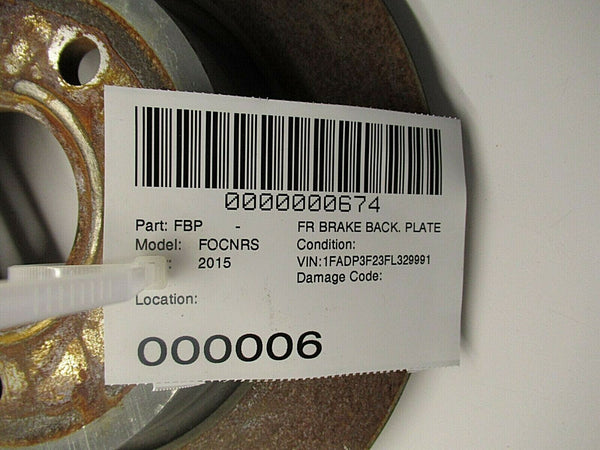 0000000674
Part: FBP - FR BRAKE BACK. PLATE
Model: FOCNRS Condition:
2015 VIN:1FADP3F23FL329991
Damage Code:
Location:
000006